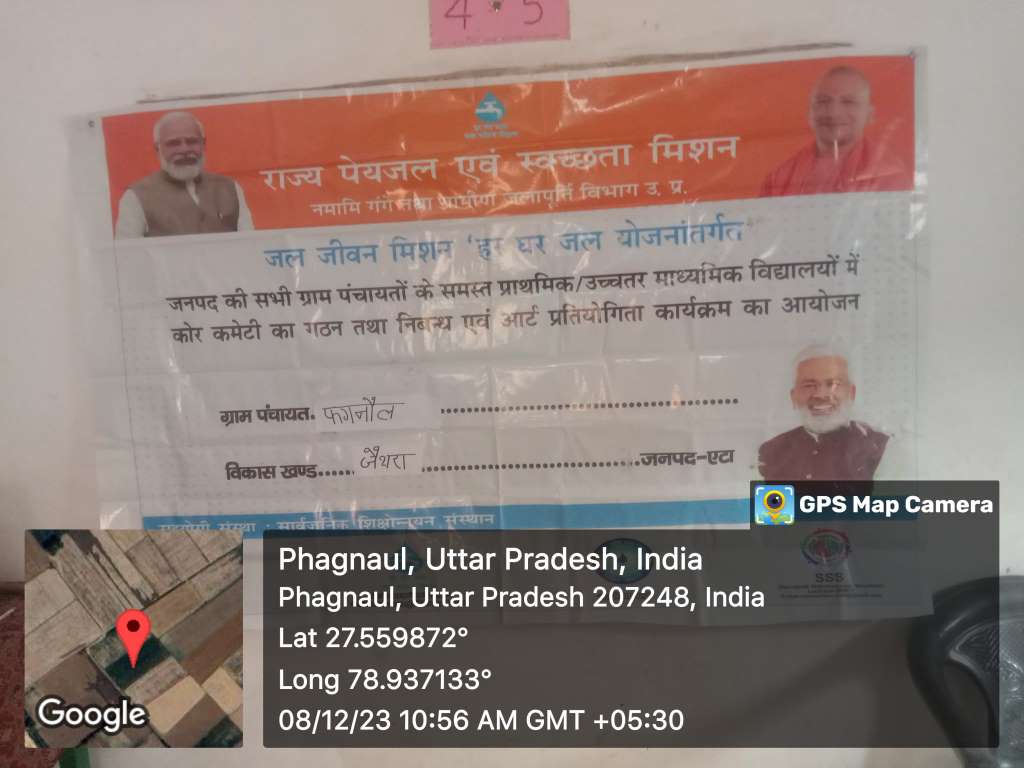 4 . 5
राज्य पेयजल एवं स्वच्छता मिशन
नमामि गंगे तथा ग्रामीण जलापूर्ति विभाग उ. प्र.
जल जीवन मिशन 'हर घर जल योजनांतर्गत'
जनपद की सभी ग्राम पंचायतों के समस्त प्राथमिक/उच्चतर माध्यमिक विद्यालयों में
कोर कमेटी का गठन तथा निबन्ध एवं आर्ट प्रतियोगिता कार्यक्रम का आयोजन
ग्राम पंचायत. फगनौल ........................................
विकास खण्ड...... जैथरा ........................................जनपद-एटा
सहयोगी संस्था : सार्वजनिक शिक्षोन्नयन संस्थान
GPS Map Camera
SSS
Phagnaul, Uttar Pradesh, India
Phagnaul, Uttar Pradesh 207248, India
Lat 27.559872°
Long 78.937133°
08/12/23 10:56 AM GMT +05:30
Google